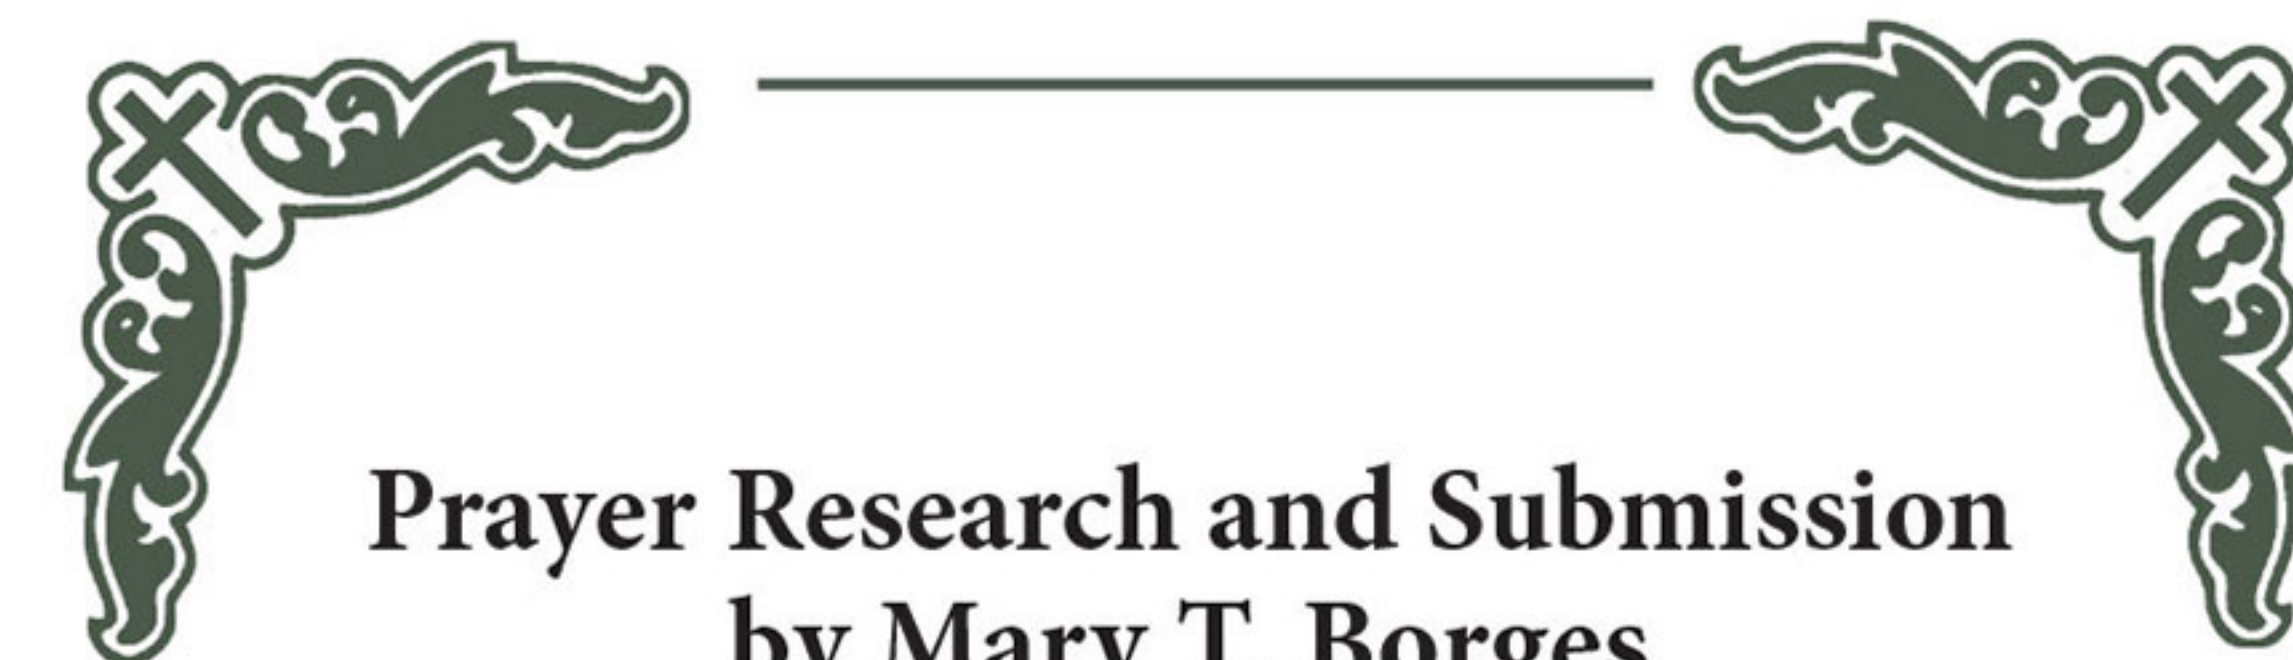 Prayer Research and Submission
by Mary T. Borges